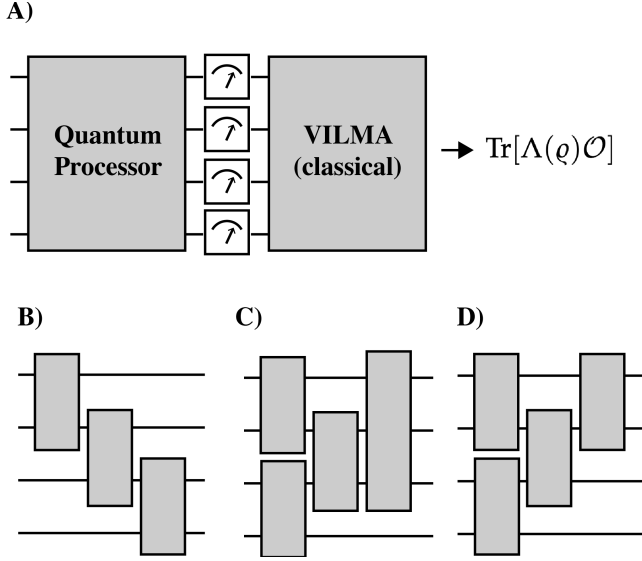 A)
Quantum
Processor
VILMA
(classical)
Tr[Λ(ϱ)𝒪]
B)
C)
D)